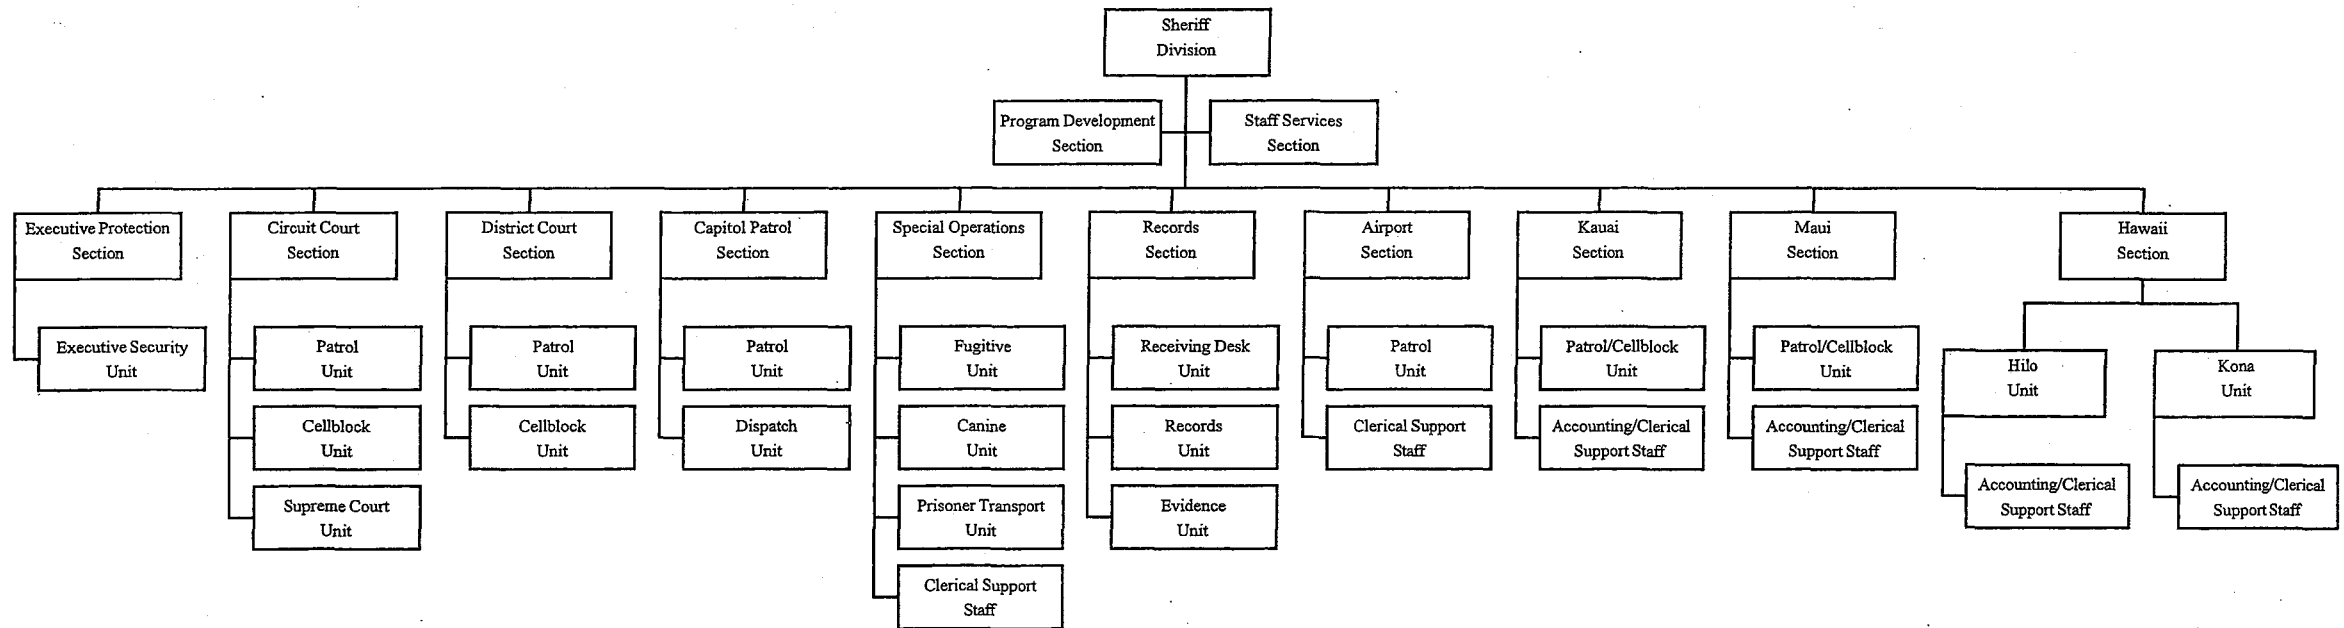 Sheriff
Division
Program Development
Section
Staff Services
Section
Executive Protection
Section
Circuit Court
Section
District Court
Section
Capitol Patrol
Section
Special Operations
Section
Records
Section
Airport
Section
Kauai
Section
Maui
Section
Hawaii
Section
Executive Security
Unit
Patrol
Unit
Cellblock
Unit
Supreme Court
Unit
Patrol
Unit
Cellblock
Unit
Patrol
Unit
Dispatch
Unit
Fugitive
Unit
Canine
Unit
Prisoner Transport
Unit
Clerical Support
Staff
Receiving Desk
Unit
Records
Unit
Evidence
Unit
Patrol
Unit
Clerical Support
Staff
Patrol/Cellblock
Unit
Accounting/Clerical
Support Staff
Patrol/Cellblock
Unit
Accounting/Clerical
Support Staff
Hilo
Unit
Accounting/Clerical
Support Staff
Kona
Unit
Accounting/Clerical
Support Staff